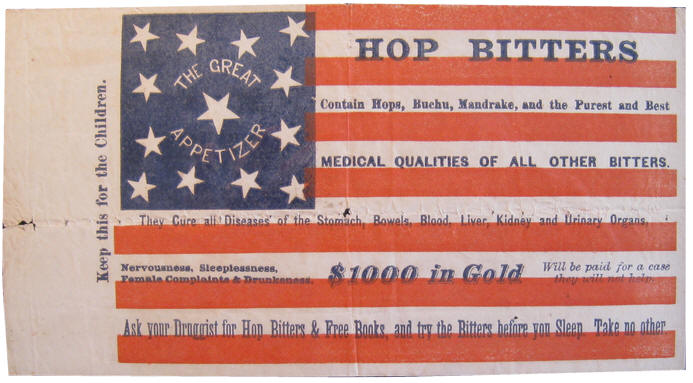 Keep this for the Children.
THE GREAT
APPETIZER
HOP BITTERS
Contain Hops, Buchu, Mandrake, and the Purest and Best
MEDICAL QUALITIES OF ALL OTHER BITTERS.
They Cure all Diseases of the Stomach, Bowels, Blood, Liver, Kidney and Urinary Organs,
Nervousness, Sleeplessness,
Female Complaints & Drunkeness.
$1000 in Gold
Will be paid for a case
they will not help.
Ask your Druggist for Hop Bitters & Free Books, and try the Bitters before you Sleep. Take no other.